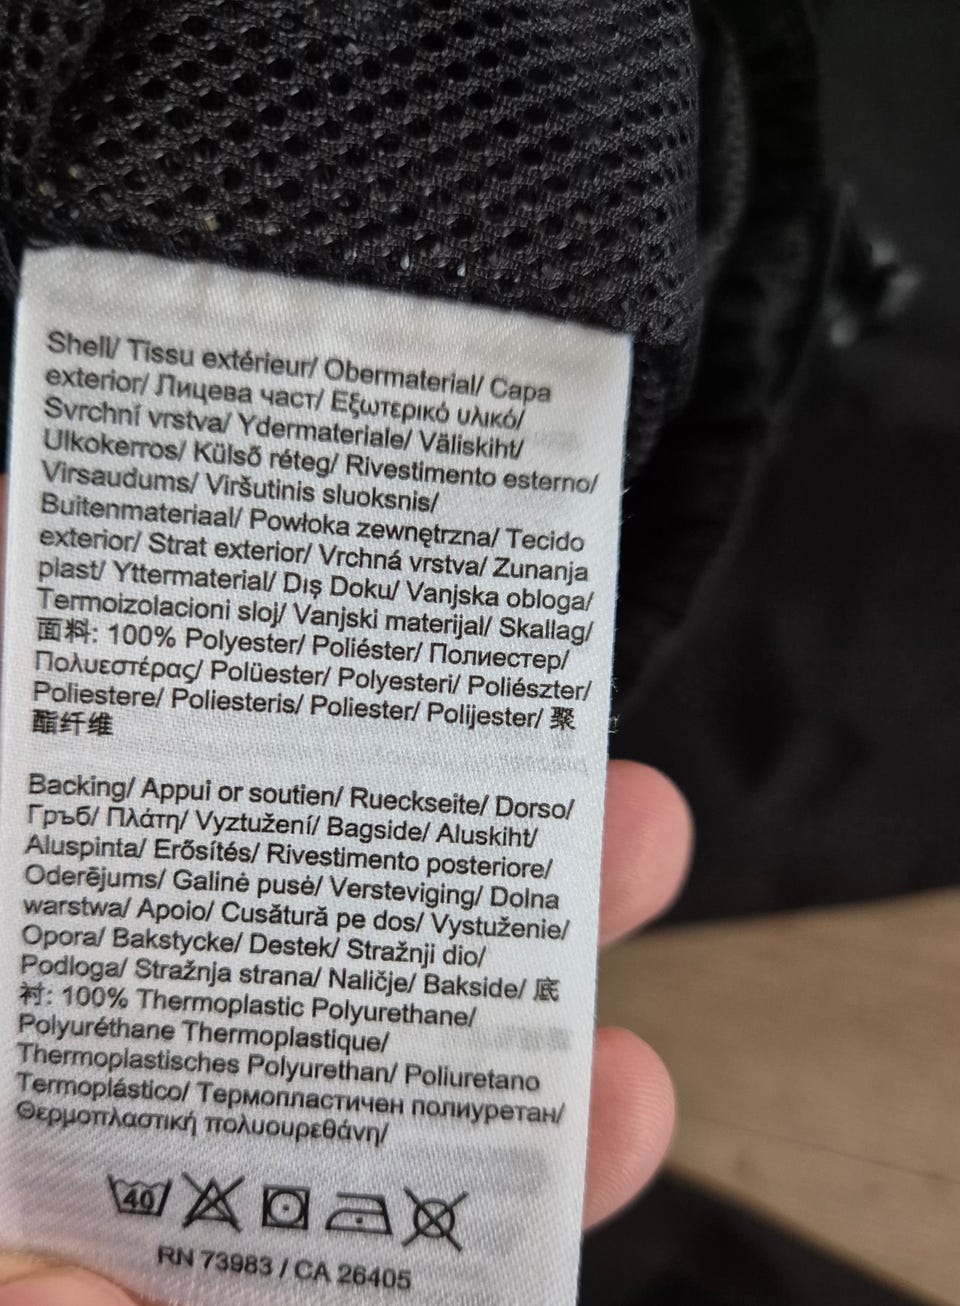 Shell/ Tissu extérieur/ Obermaterial/ Capa
exterior/ Лицева част/ Εξωτερικό υλικό/
Svrchní vrstva/ Ydermateriale/ Väliskiht/
Ulkokerros/ Külső réteg/ Rivestimento esterno/
Virsaudums/ Viršutinis sluoksnis/
Buitenmateriaal/ Powłoka zewnętrzna/ Tecido
exterior/ Strat exterior/ Vrchná vrstva/ Zunanja
plast/ Yttermaterial/ Dış Doku/ Vanjska obloga/
Termoizolacioni sloj/ Vanjski materijal/ Skallag/
面料: 100% Polyester/ Poliéster/ Полиестер/
Πολυεστέρας/ Polüester/ Polyesteri/ Poliészter/
Poliestere/ Poliesteris/ Poliester/ Polijester/ 聚
酯纤维
Backing/ Appui or soutien/ Rueckseite/ Dorso/
Гръб/ Πλάτη/ Vyztužení/ Bagside/ Aluskiht/
Aluspinta/ Erősítés/ Rivestimento posteriore/
Oderējums/ Galinė pusė/ Versteviging/ Dolna
warstwa/ Apoio/ Cusătură pe dos/ Vystuženie/
Opora/ Bakstycke/ Destek/ Stražnji dio/
Podloga/ Stražnja strana/ Naličje/ Bakside/ 底
衬: 100% Thermoplastic Polyurethane/
Polyuréthane Thermoplastique/
Thermoplastisches Polyurethan/ Poliuretano
Termoplástico/ Термопластичен полиуретан/
Θερμοπλαστική πολυουρεθάνη/
40
RN 73983 / CA 26405